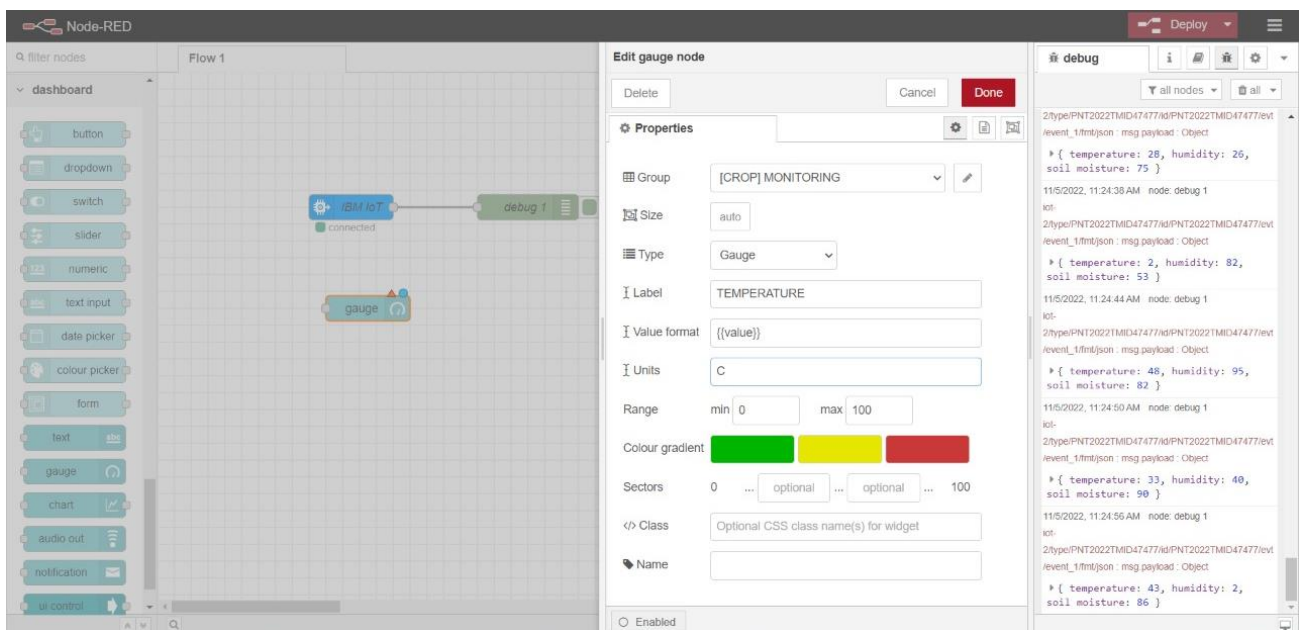 Node-RED
Deploy
filter nodes
dashboard
button
dropdown
switch
slider
numeric
text input
date picker
colour picker
form
text
gauge
chart
audio out
notification
ui control
Flow 1
IBM IoT
connected
debug 1
gauge
Edit gauge node
Delete
Cancel
Done
Properties
Group
[CROP] MONITORING
Size
auto
Type
Gauge
Label
TEMPERATURE
Value format
{{value}}
Units
C
Range
min 0
max 100
Colour gradient
Sectors
0 ... optional ... optional ... 100
</> Class
Optional CSS class name(s) for widget
Name
Enabled
debug
all nodes
all
2/type/PNT2022TMID47477/id/PNT2022TMID47477/evt
/event_1/fmt/json : msg.payload : Object
{ temperature: 28, humidity: 26,
soil moisture: 75 }
11/5/2022, 11:24:38 AM node: debug 1
iot-
2/type/PNT2022TMID47477/id/PNT2022TMID47477/evt
/event_1/fmt/json : msg.payload : Object
{ temperature: 2, humidity: 82,
soil moisture: 53 }
11/5/2022, 11:24:44 AM node: debug 1
iot-
2/type/PNT2022TMID47477/id/PNT2022TMID47477/evt
/event_1/fmt/json : msg.payload : Object
{ temperature: 48, humidity: 95,
soil moisture: 82 }
11/5/2022, 11:24:50 AM node: debug 1
iot-
2/type/PNT2022TMID47477/id/PNT2022TMID47477/evt
/event_1/fmt/json : msg.payload : Object
{ temperature: 33, humidity: 40,
soil moisture: 90 }
11/5/2022, 11:24:56 AM node: debug 1
iot-
2/type/PNT2022TMID47477/id/PNT2022TMID47477/evt
/event_1/fmt/json : msg.payload : Object
{ temperature: 43, humidity: 2,
soil moisture: 86 }